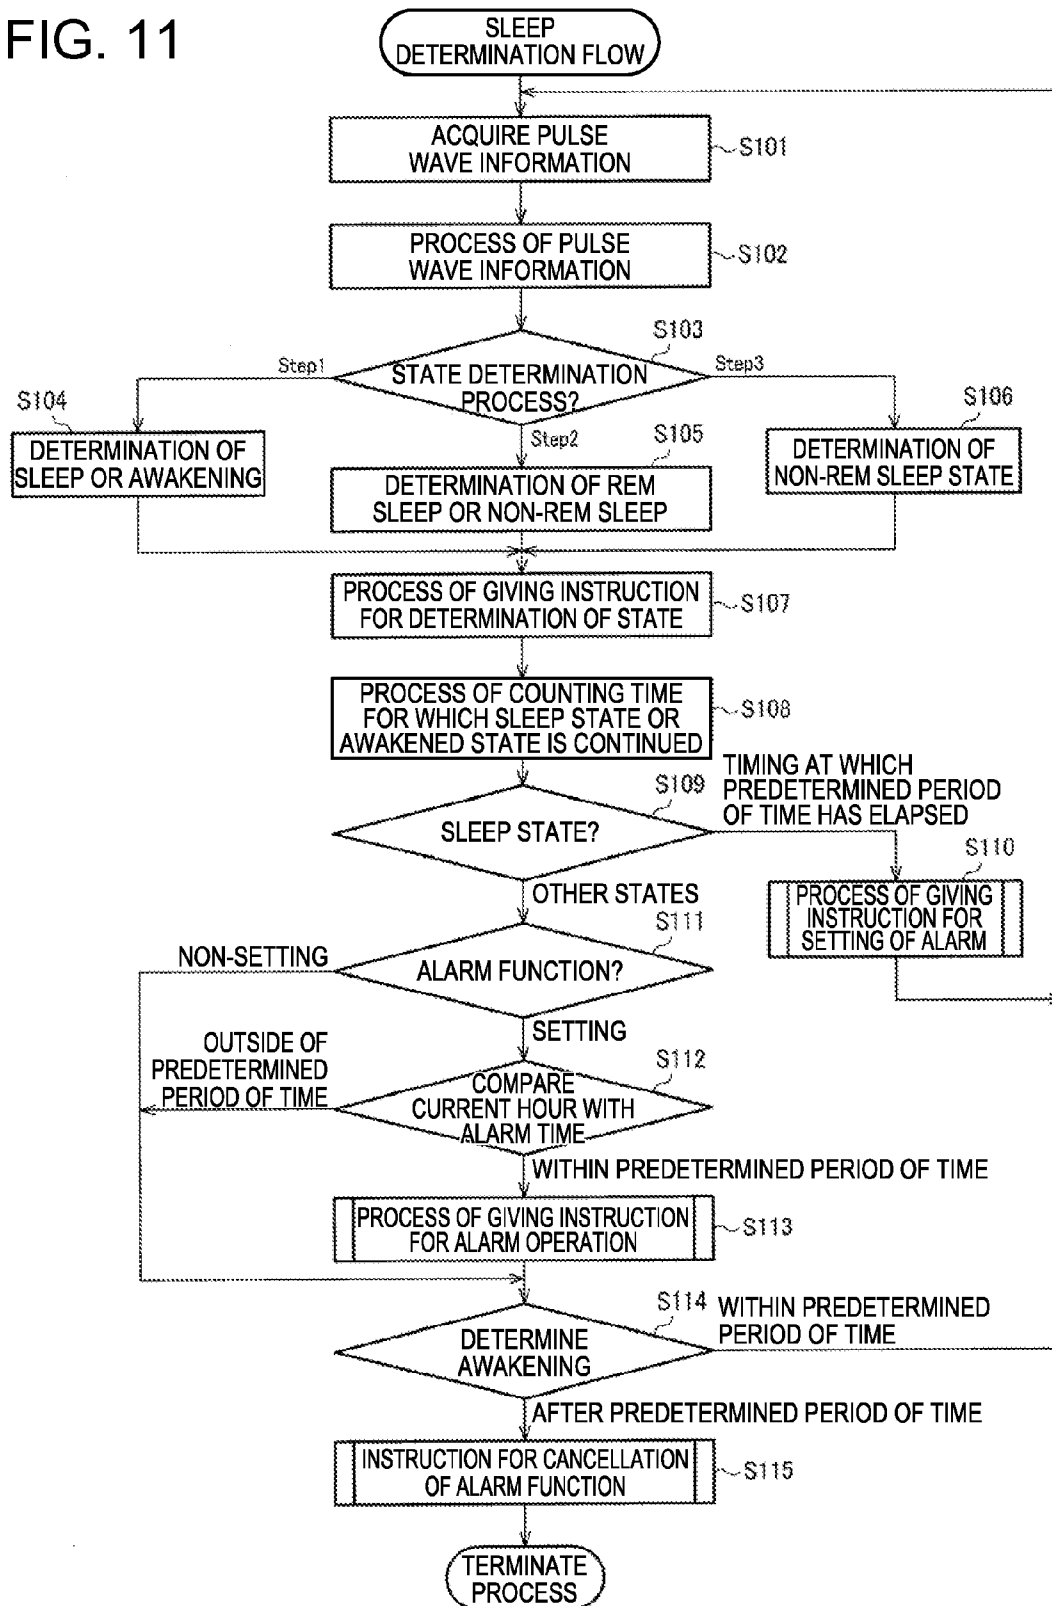 FIG. 11
SLEEP
DETERMINATION FLOW
ACQUIRE PULSE
WAVE INFORMATION
S101
PROCESS OF PULSE
WAVE INFORMATION
S102
S103
Step1
STATE DETERMINATION
PROCESS?
Step3
Step2
S104
DETERMINATION OF
SLEEP OR AWAKENING
S105
DETERMINATION OF REM
SLEEP OR NON-REM SLEEP
S106
DETERMINATION OF
NON-REM SLEEP STATE
PROCESS OF GIVING INSTRUCTION
FOR DETERMINATION OF STATE
S107
PROCESS OF COUNTING TIME
FOR WHICH SLEEP STATE OR
AWAKENED STATE IS CONTINUED
S108
S109
SLEEP STATE?
TIMING AT WHICH
PREDETERMINED PERIOD
OF TIME HAS ELAPSED
S110
PROCESS OF GIVING
INSTRUCTION FOR
SETTING OF ALARM
OTHER STATES
S111
NON-SETTING
ALARM FUNCTION?
SETTING
OUTSIDE OF
PREDETERMINED
PERIOD OF TIME
S112
COMPARE
CURRENT HOUR WITH
ALARM TIME
WITHIN PREDETERMINED PERIOD OF TIME
PROCESS OF GIVING INSTRUCTION
FOR ALARM OPERATION
S113
S114
DETERMINE
AWAKENING
WITHIN PREDETERMINED
PERIOD OF TIME
AFTER PREDETERMINED PERIOD OF TIME
INSTRUCTION FOR CANCELLATION
OF ALARM FUNCTION
S115
TERMINATE
PROCESS